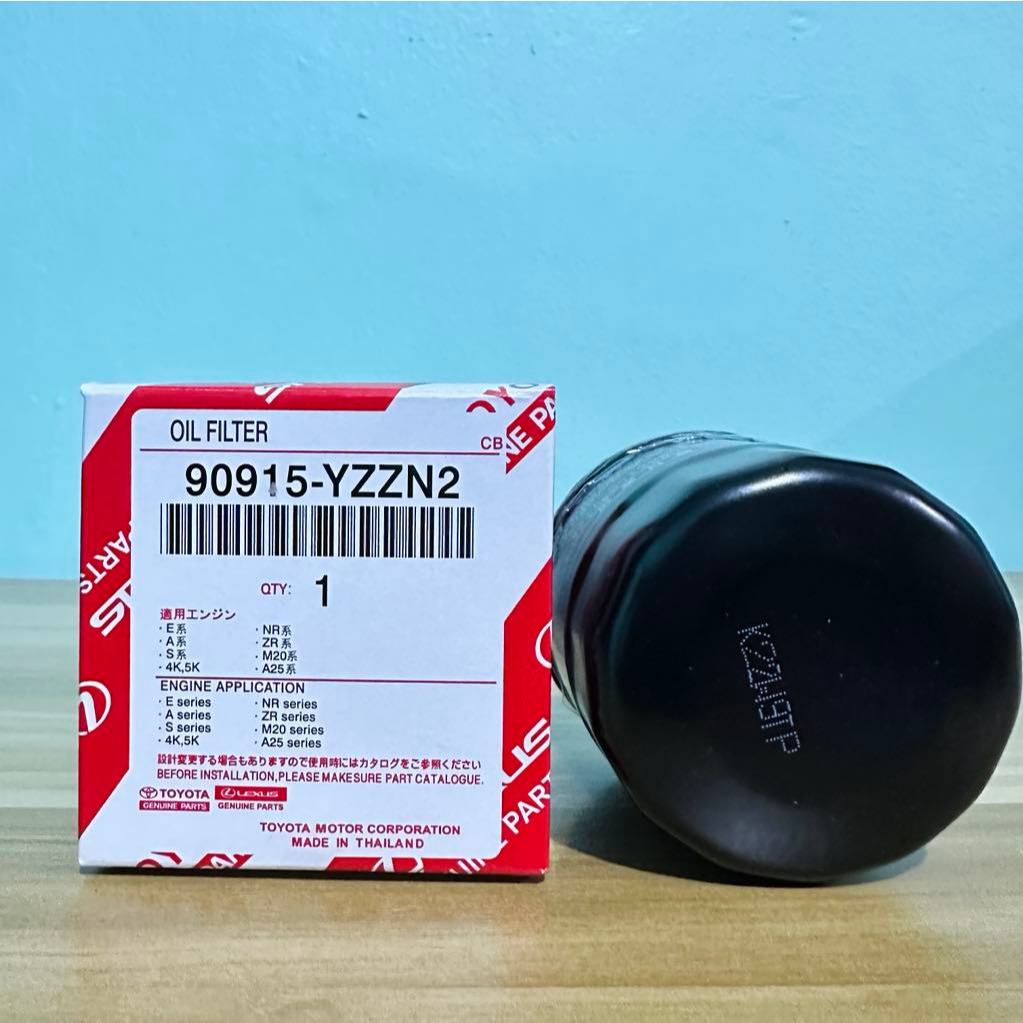 OIL FILTER
CB
90915-YZZN2
QTY: 1
適用エンジン
・E系 ・NR系
・A系 ・ZR系
・S系 ・M20系
・4K,5K ・A25系
ENGINE APPLICATION
・E series ・NR series
・A series ・ZR series
・S series ・M20 series
・4K,5K ・A25 series
設計変更する場合もありますので使用時にはカタログをご参照ください
BEFORE INSTALLATION,PLEASE MAKESURE PART CATALOGUE.
TOYOTA LEXUS
GENUINE PARTS GENUINE PARTS
TOYOTA MOTOR CORPORATION
MADE IN THAILAND